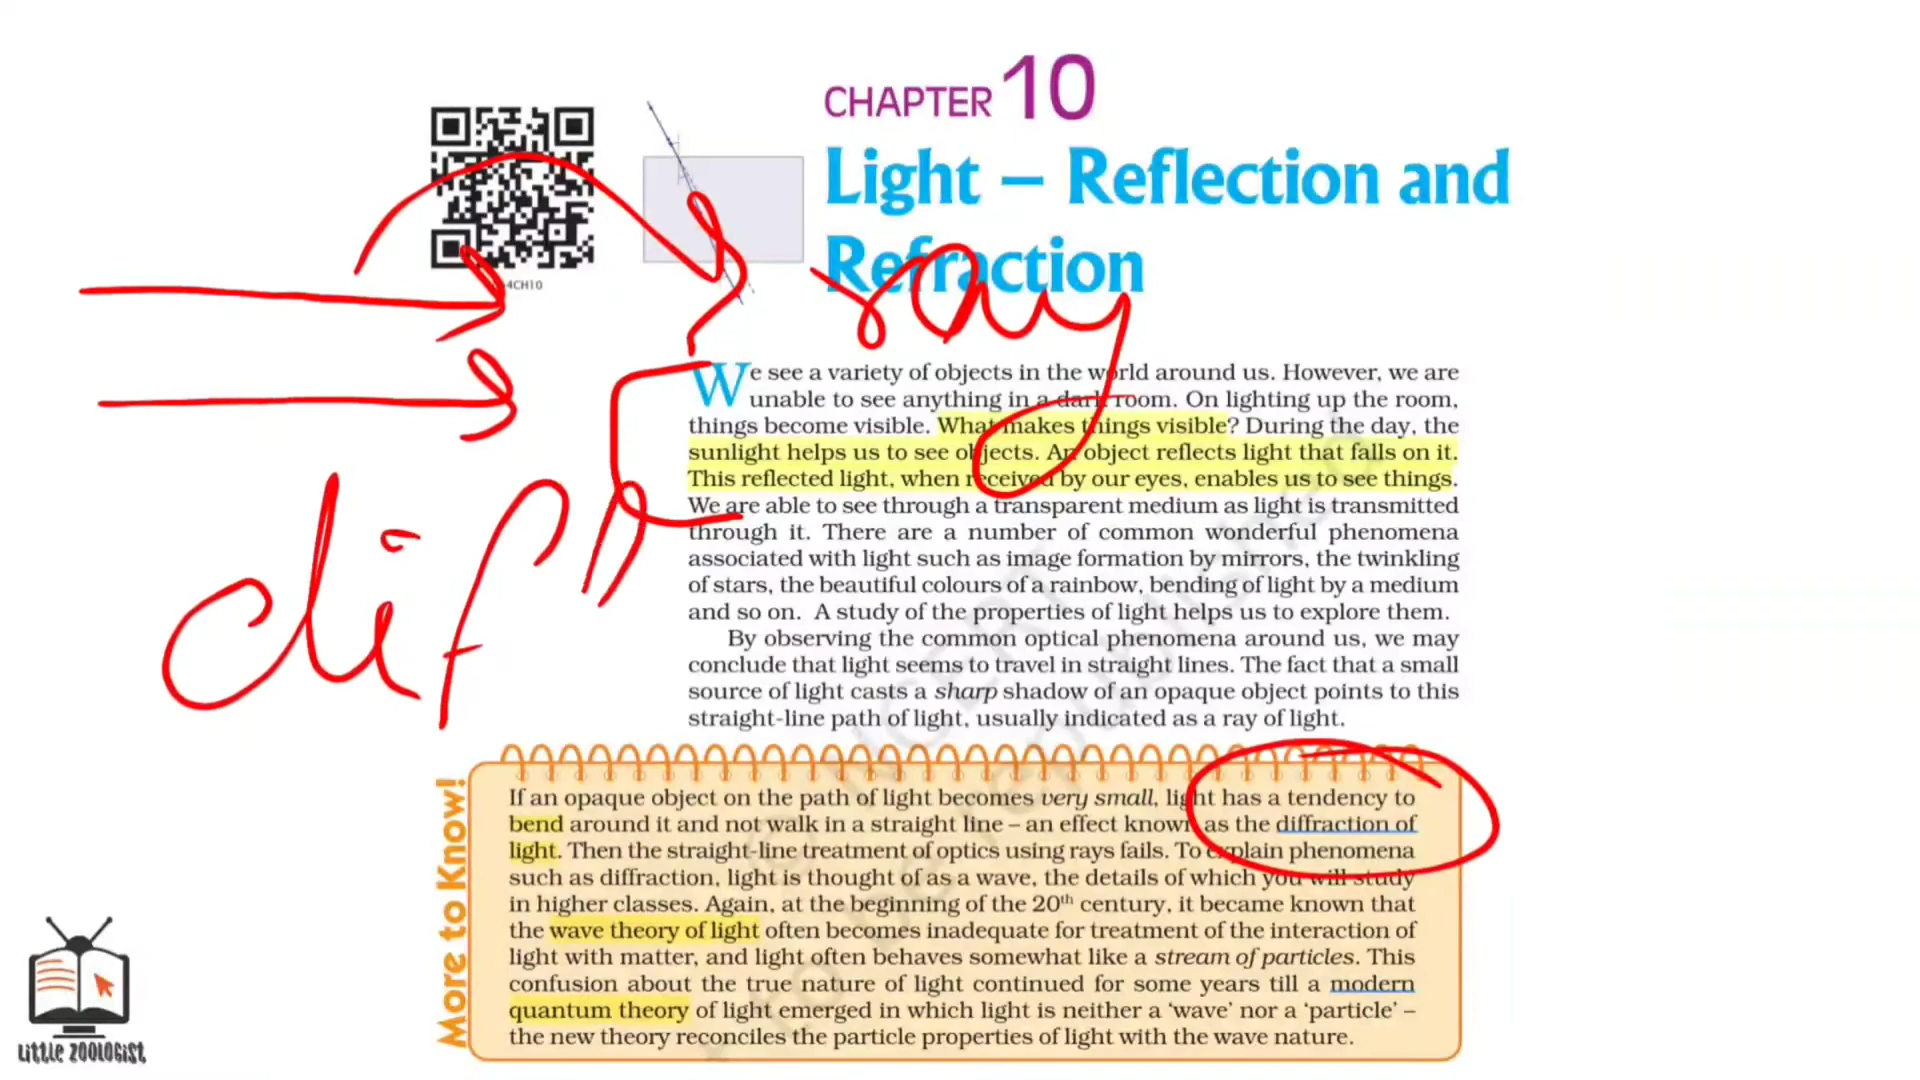 CHAPTER 10
Light – Reflection and
Refraction
4CH10
ray
We see a variety of objects in the world around us. However, we are
unable to see anything in a dark room. On lighting up the room,
things become visible. What makes things visible? During the day, the
sunlight helps us to see objects. An object reflects light that falls on it.
This reflected light, when received by our eyes, enables us to see things.
We are able to see through a transparent medium as light is transmitted
through it. There are a number of common wonderful phenomena
associated with light such as image formation by mirrors, the twinkling
of stars, the beautiful colours of a rainbow, bending of light by a medium
and so on. A study of the properties of light helps us to explore them.
By observing the common optical phenomena around us, we may
conclude that light seems to travel in straight lines. The fact that a small
source of light casts a sharp shadow of an opaque object points to this
straight-line path of light, usually indicated as a ray of light.
More to Know!
If an opaque object on the path of light becomes very small, light has a tendency to
bend around it and not walk in a straight line – an effect known as the diffraction of
light. Then the straight-line treatment of optics using rays fails. To explain phenomena
such as diffraction, light is thought of as a wave, the details of which you will study
in higher classes. Again, at the beginning of the 20th century, it became known that
the wave theory of light often becomes inadequate for treatment of the interaction of
light with matter, and light often behaves somewhat like a stream of particles. This
confusion about the true nature of light continued for some years till a modern
quantum theory of light emerged in which light is neither a ‘wave’ nor a ‘particle’ –
the new theory reconciles the particle properties of light with the wave nature.
LITTLE ZOOLOGIST